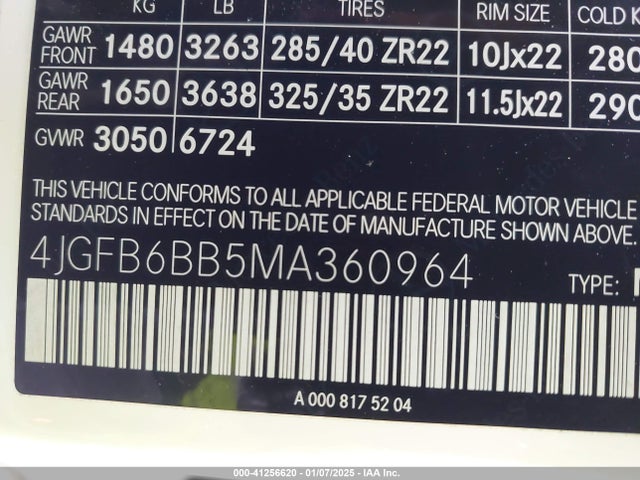 KG LB TIRES RIM SIZE COLD K
GAWR FRONT 1480 3263 285/40 ZR22 10Jx22 280
GAWR REAR 1650 3638 325/35 ZR22 11.5Jx22 290
GVWR 3050 6724
THIS VEHICLE CONFORMS TO ALL APPLICABLE FEDERAL MOTOR VEHICLE
STANDARDS IN EFFECT ON THE DATE OF MANUFACTURE SHOWN ABOVE.
4JGFB6BB5MA360964
TYPE:
A 000 817 52 04
000-41256620 - 01/07/2025 - IAA Inc.